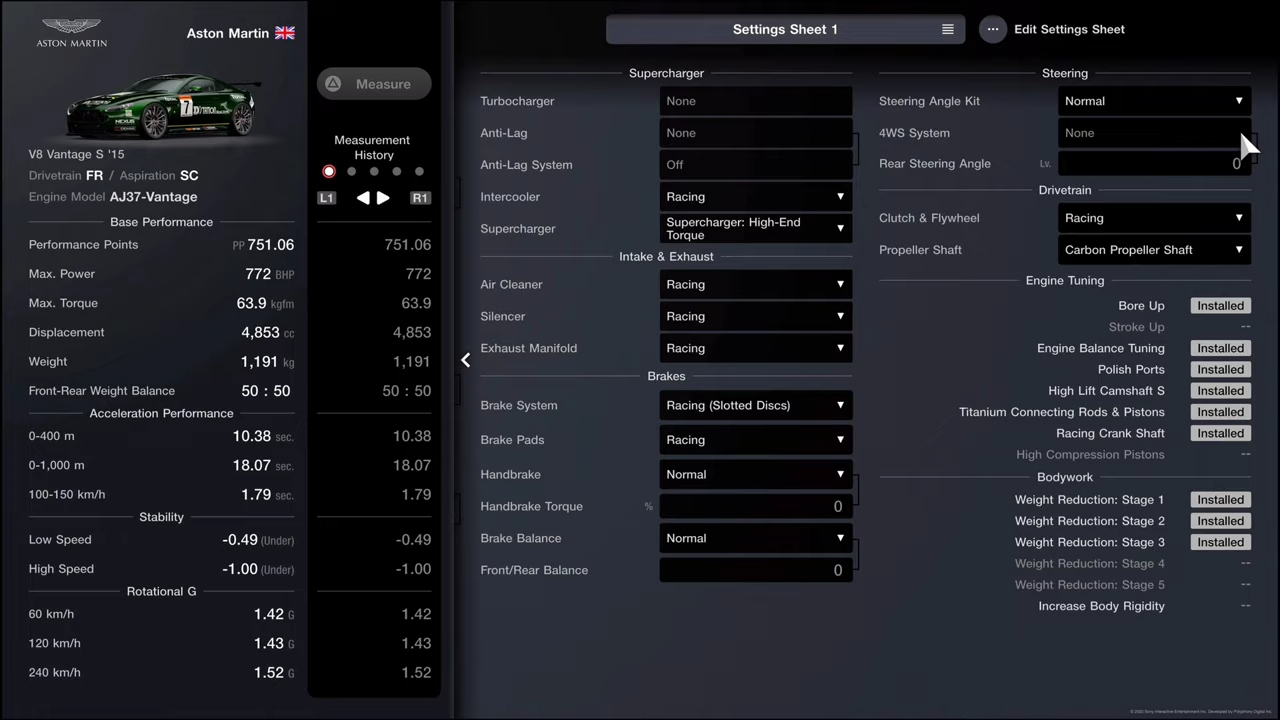 ASTON MARTIN
Aston Martin
V8 Vantage S '15
Drivetrain FR / Aspiration SC
Engine Model AJ37-Vantage
Base Performance
Performance Points PP 751.06
Max. Power 772 BHP
Max. Torque 63.9 kgfm
Displacement 4,853 cc
Weight 1,191 kg
Front-Rear Weight Balance 50 : 50
Acceleration Performance
0-400 m 10.38 sec.
0-1,000 m 18.07 sec.
100-150 km/h 1.79 sec.
Stability
Low Speed -0.49 (Under)
High Speed -1.00 (Under)
Rotational G
60 km/h 1.42 G
120 km/h 1.43 G
240 km/h 1.52 G
Measure
Measurement
History
L1 R1
751.06
772
63.9
4,853
1,191
50 : 50
10.38
18.07
1.79
-0.49
-1.00
1.42
1.43
1.52
Settings Sheet 1
Edit Settings Sheet
Supercharger
Turbocharger None
Anti-Lag None
Anti-Lag System Off
Intercooler Racing
Supercharger Supercharger: High-End
Torque
Intake & Exhaust
Air Cleaner Racing
Silencer Racing
Exhaust Manifold Racing
Brakes
Brake System Racing (Slotted Discs)
Brake Pads Racing
Handbrake Normal
Handbrake Torque % 0
Brake Balance Normal
Front/Rear Balance 0
Steering
Steering Angle Kit Normal
4WS System None
Rear Steering Angle Lv. 0
Drivetrain
Clutch & Flywheel Racing
Propeller Shaft Carbon Propeller Shaft
Engine Tuning
Bore Up Installed
Stroke Up --
Engine Balance Tuning Installed
Polish Ports Installed
High Lift Camshaft S Installed
Titanium Connecting Rods & Pistons Installed
Racing Crank Shaft Installed
High Compression Pistons --
Bodywork
Weight Reduction: Stage 1 Installed
Weight Reduction: Stage 2 Installed
Weight Reduction: Stage 3 Installed
Weight Reduction: Stage 4 --
Weight Reduction: Stage 5 --
Increase Body Rigidity --